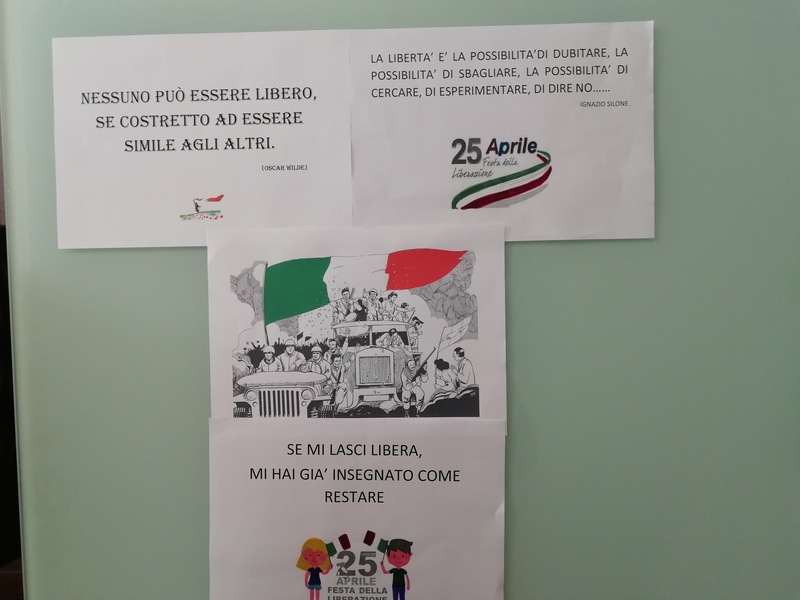 NESSUNO PUÒ ESSERE LIBERO,
SE COSTRETTO AD ESSERE
SIMILE AGLI ALTRI.
(OSCAR WILDE)
LA LIBERTA' E' LA POSSIBILITA'DI DUBITARE, LA
POSSIBILITA' DI SBAGLIARE, LA POSSIBILITA' DI
CERCARE, DI ESPERIMENTARE, DI DIRE NO......
IGNAZIO SILONE
25 Aprile
Festa della
Liberazione
SE MI LASCI LIBERA,
MI HAI GIA' INSEGNATO COME
RESTARE
25
APRILE
FESTA DELLA
LIBERAZIONE